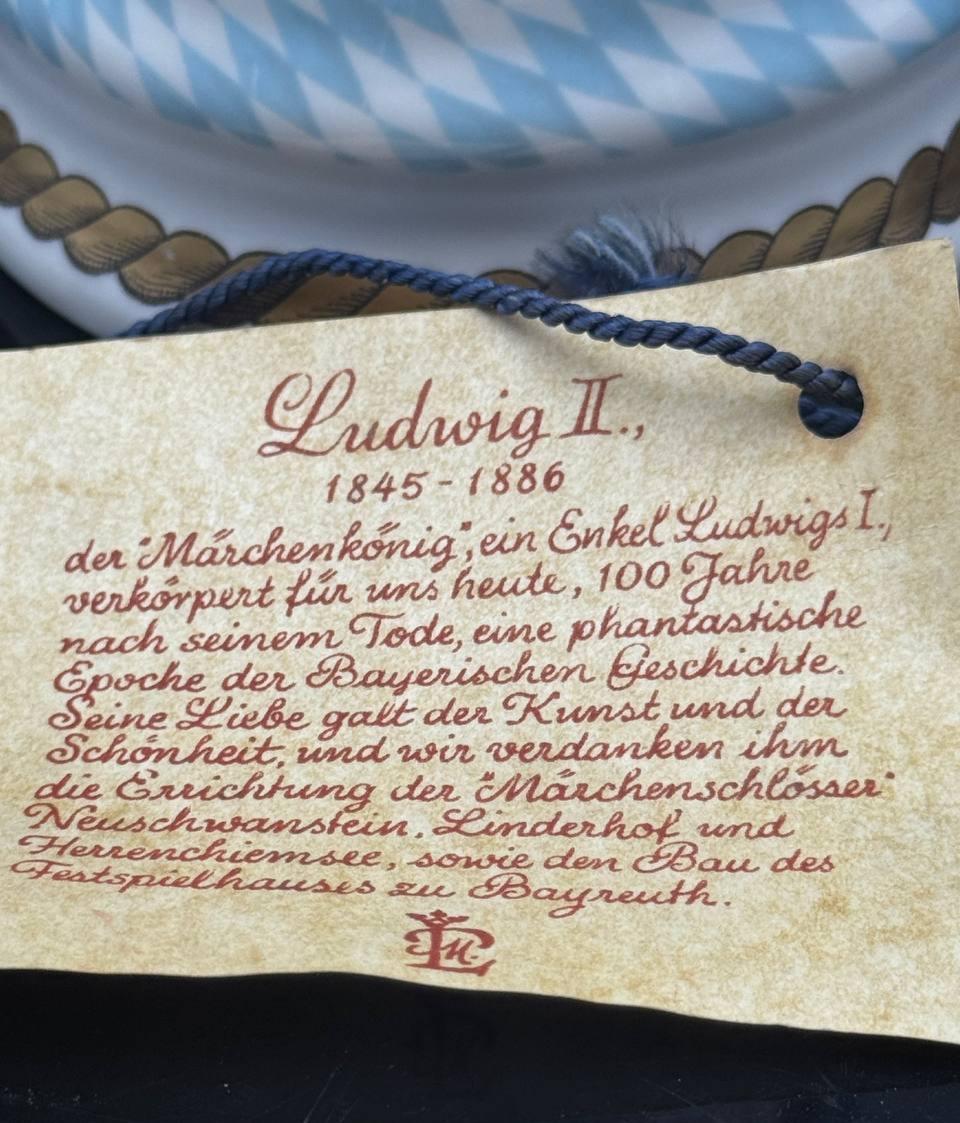 Ludwig II.,
1845 - 1886
der "Märchenkönig", ein Enkel Ludwigs I.,
verkörpert für uns heute, 100 Jahre
nach seinem Tode, eine phantastische
Epoche der Bayerischen Geschichte.
Seine Liebe galt der Kunst und der
Schönheit, und wir verdanken ihm
die Errichtung der "Märchenschlösser"
Neuschwanstein, Linderhof und
Herrenchiemsee, sowie den Bau des
Festspielhauses zu Bayreuth.